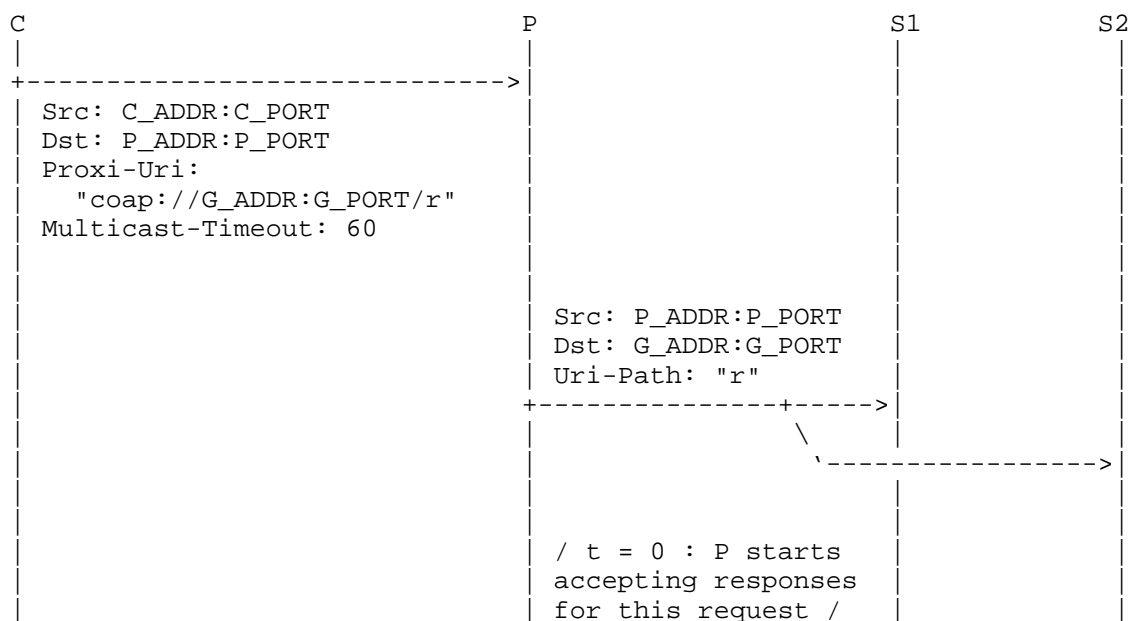 C P S1 S2
Src: C_ADDR:C_PORT
Dst: P_ADDR:P_PORT
Proxi-Uri:
"coap://G_ADDR:G_PORT/r"
Multicast-Timeout: 60
Src: P_ADDR:P_PORT
Dst: G_ADDR:G_PORT
Uri-Path: "r"
/ t = 0 : P starts
accepting responses
for this request /